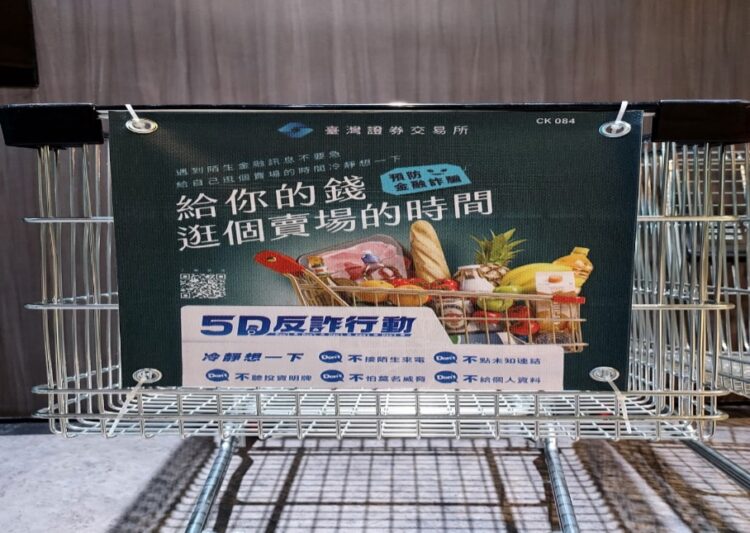 臺灣證券交易所
CK 084
遇到陌生金融訊息不要急
給自己逛個賣場的時間冷靜想一下
給你的錢
逛個賣場的時間
預防
金融詐騙
5D反詐行動
冷靜想一下
Don't 不接陌生來電
Don't 不點未知連結
Don't 不聽投資明牌
Don't 不怕莫名威脅
Don't 不給個人資料